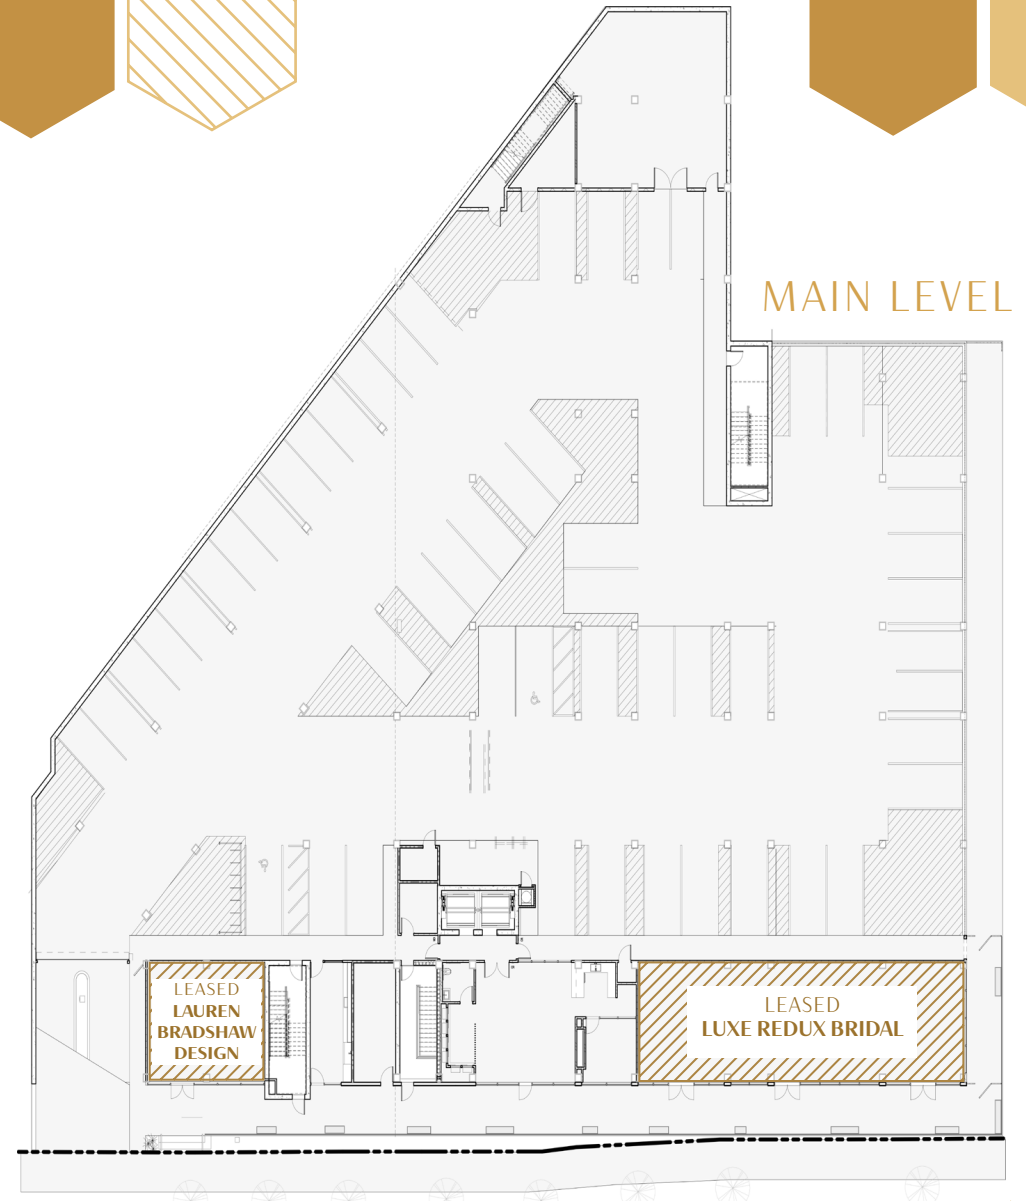 MAIN LEVEL
LEASED
LAUREN
BRADSHAW
DESIGN
LEASED
LUXE REDUX BRIDAL